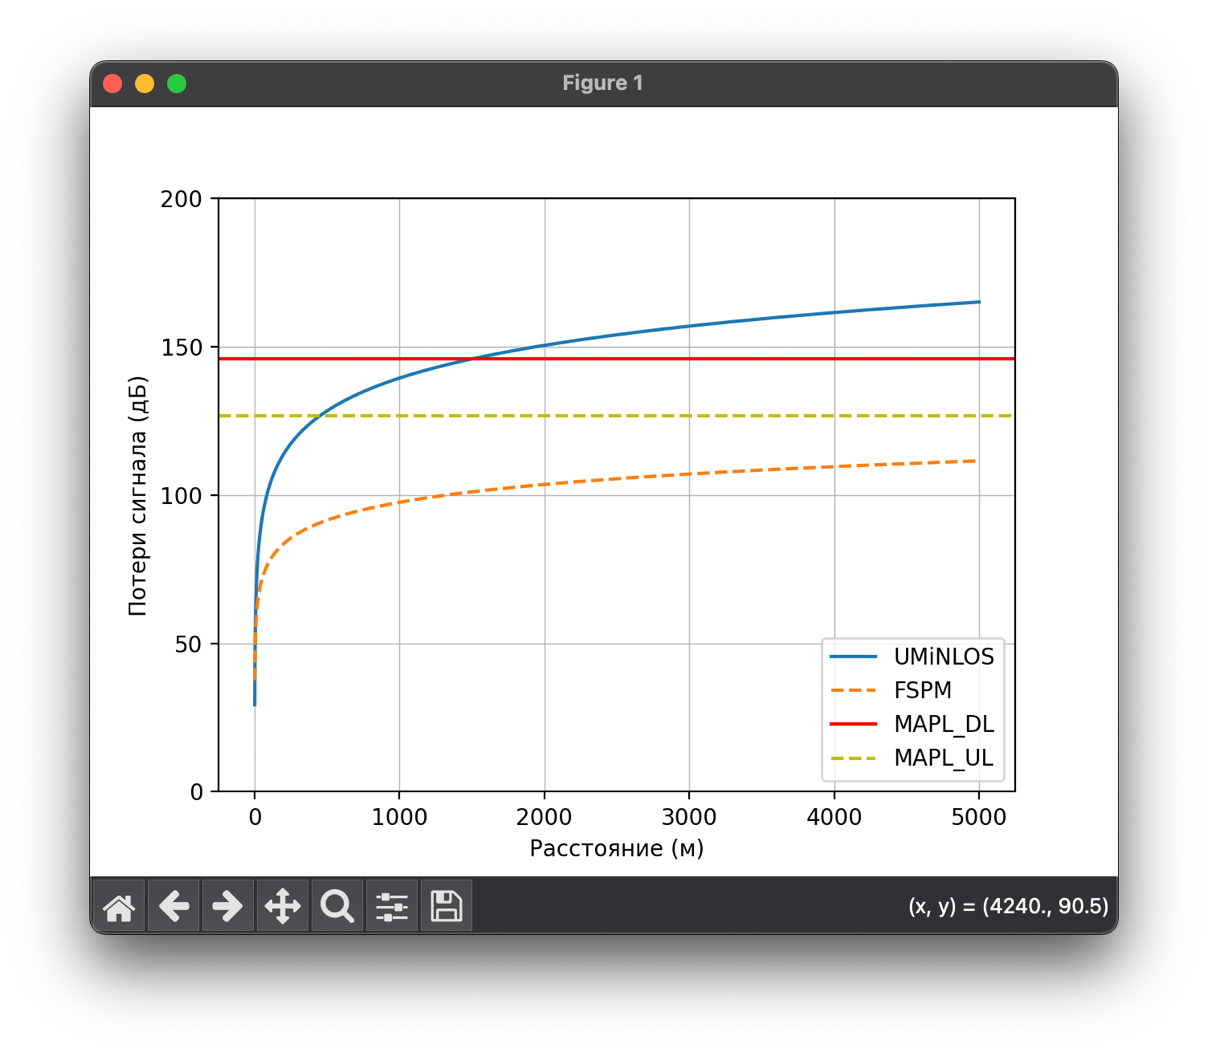 Figure 1
200
150
100
50
0
Потери сигнала (дБ)
UMiNLOS
FSPM
MAPL_DL
MAPL_UL
0 1000 2000 3000 4000 5000
Расстояние (м)
(x, y) = (4240., 90.5)